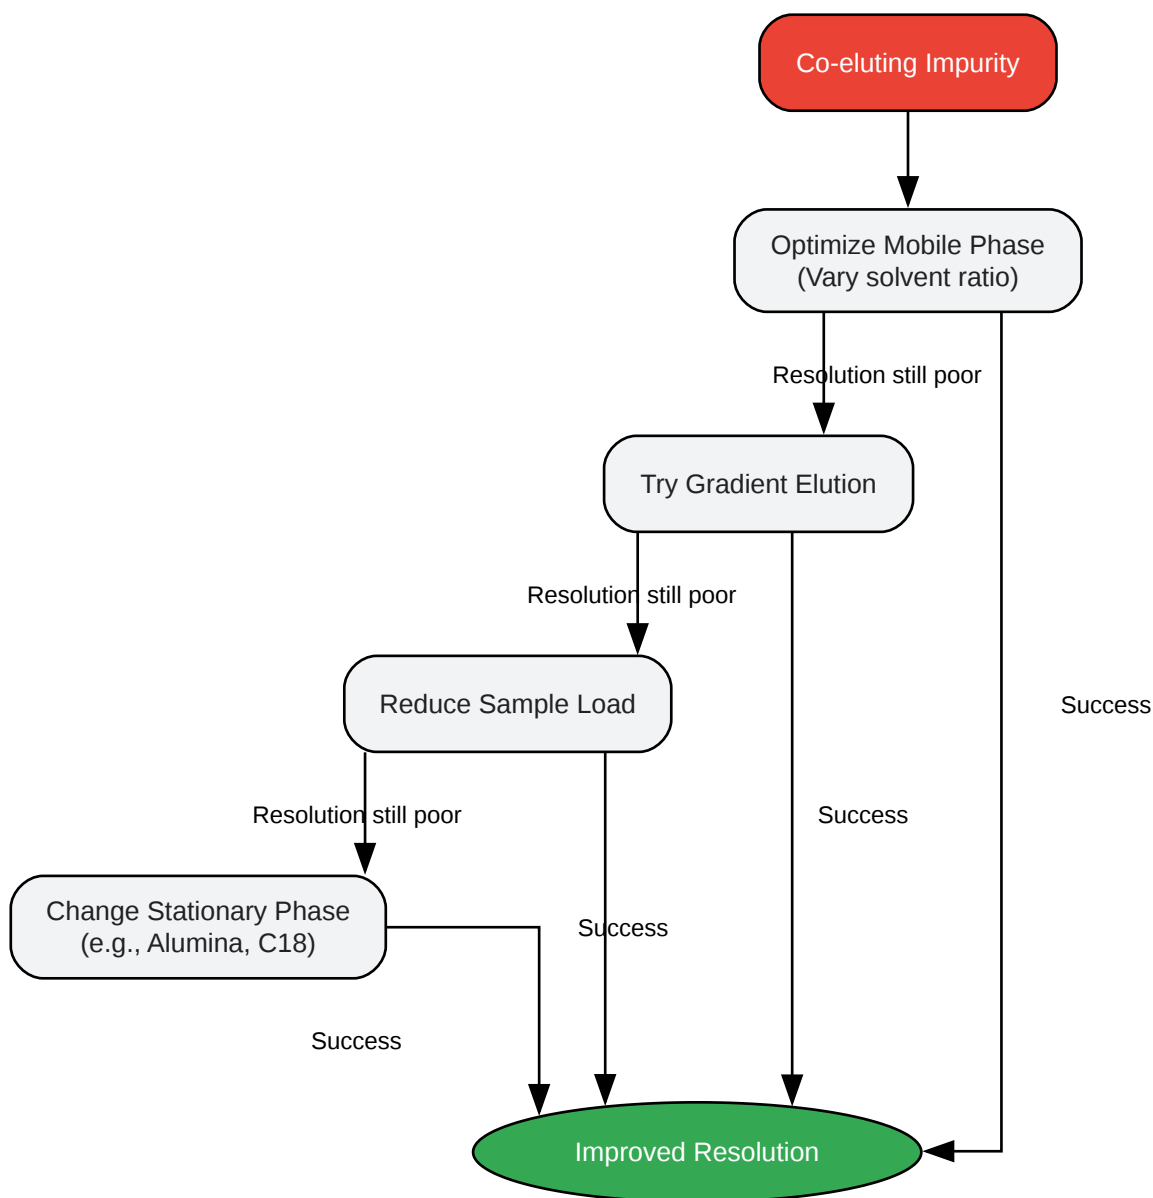 Co-eluting Impurity
Optimize Mobile Phase
(Vary solvent ratio)
Resolution still poor
Try Gradient Elution
Resolution still poor
Reduce Sample Load
Success
Resolution still poor
Success
Change Stationary Phase
(e.g., Alumina, C18)
Success
Success
Improved Resolution